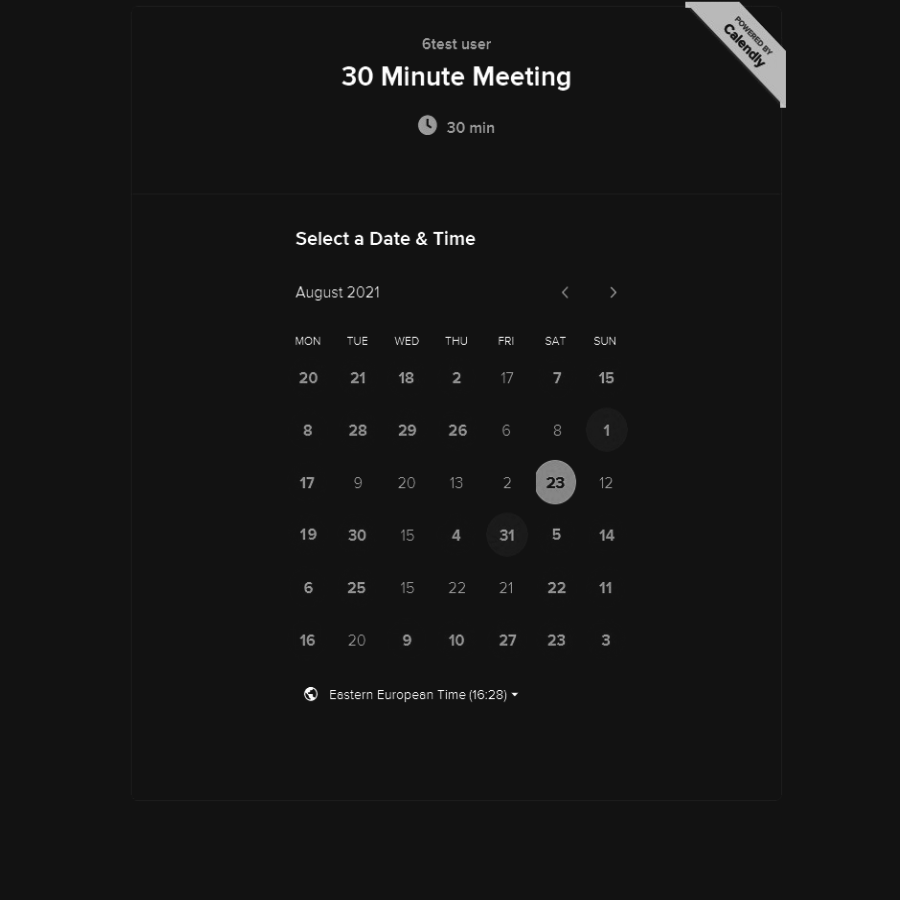 POWERED BY
Calendly
6test user
30 Minute Meeting
30 min
Select a Date & Time
August 2021
MON TUE WED THU FRI SAT SUN
20 21 18 2 17 7 15
8 28 29 26 6 8 1
17 9 20 13 2 23 12
19 30 15 4 31 5 14
6 25 15 22 21 22 11
16 20 9 10 27 23 3
Eastern European Time (16:28)